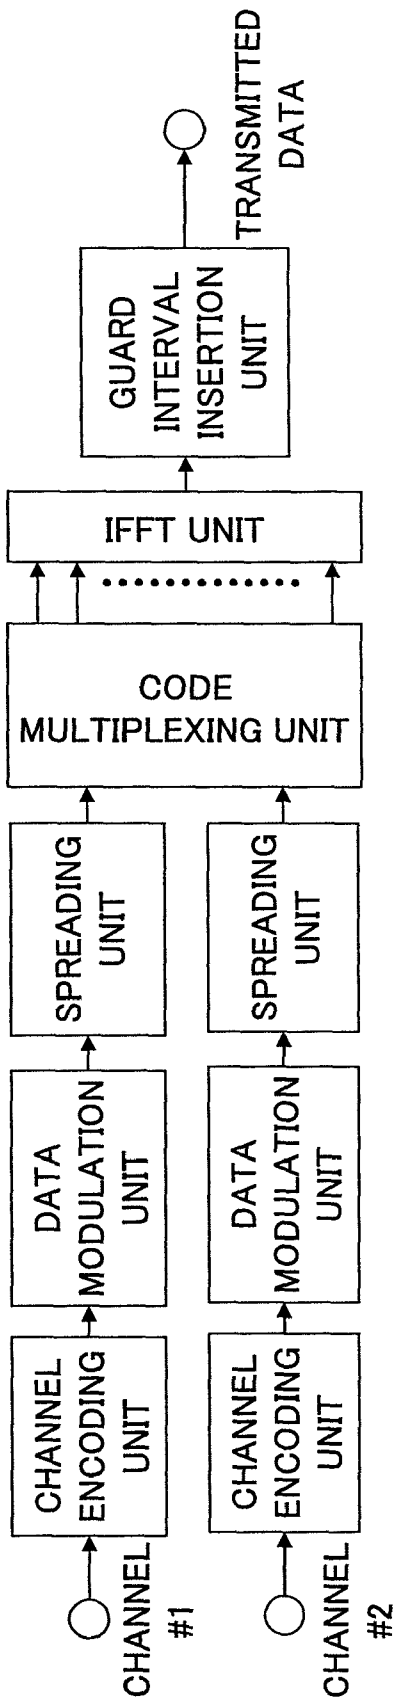 CHANNEL
#1
CHANNEL
ENCODING
UNIT
DATA
MODULATION
UNIT
SPREADING
UNIT
CHANNEL
#2
CHANNEL
ENCODING
UNIT
DATA
MODULATION
UNIT
SPREADING
UNIT
CODE
MULTIPLEXING UNIT
IFFT UNIT
GUARD
INTERVAL
INSERTION
UNIT
TRANSMITTED
DATA